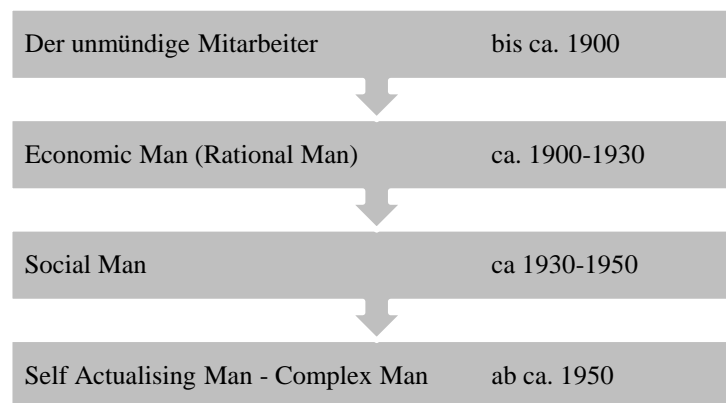 Der unmündige Mitarbeiter bis ca. 1900
Economic Man (Rational Man) ca. 1900-1930
Social Man ca 1930-1950
Self Actualising Man - Complex Man ab ca. 1950